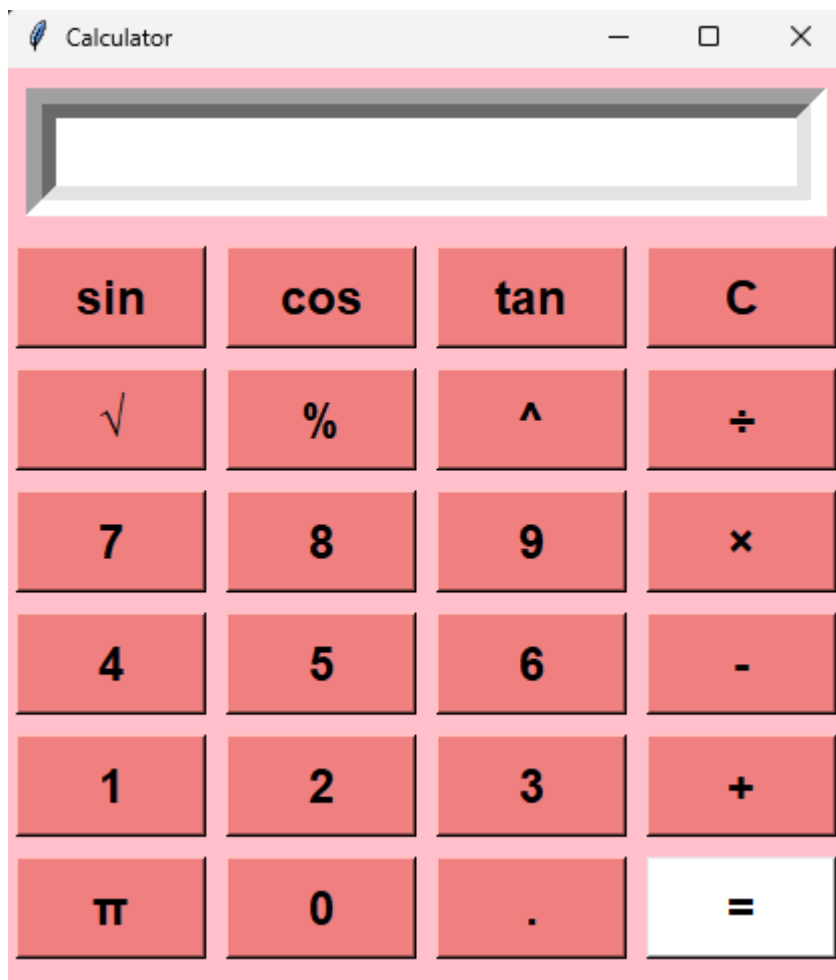 Calculator
sin cos tan C
√ % ^ ÷
7 8 9 ×
4 5 6 -
1 2 3 +
π 0 . =